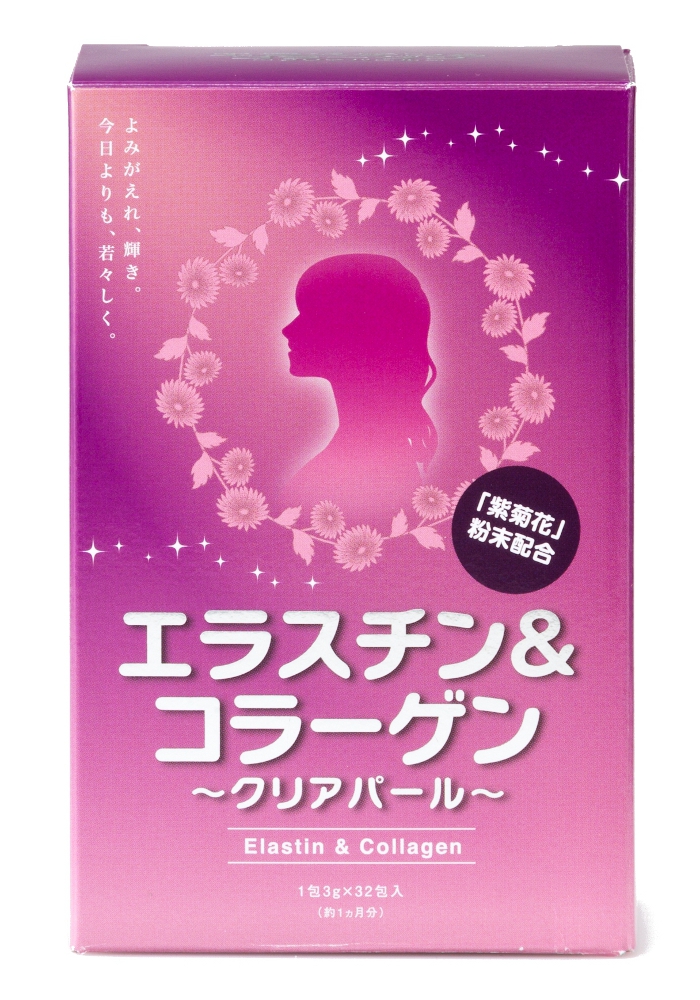 よみがえれ、輝き。
今日よりも、若々しく。
「紫菊花」
粉末配合
エラスチン&
コラーゲン
～クリアパール～
Elastin & Collagen
1包3g×32包入
（約1ヵ月分）